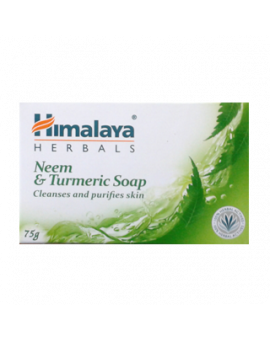 Himalaya®
HERBALS
Neem
& Turmeric Soap
Cleanses and purifies skin
75g